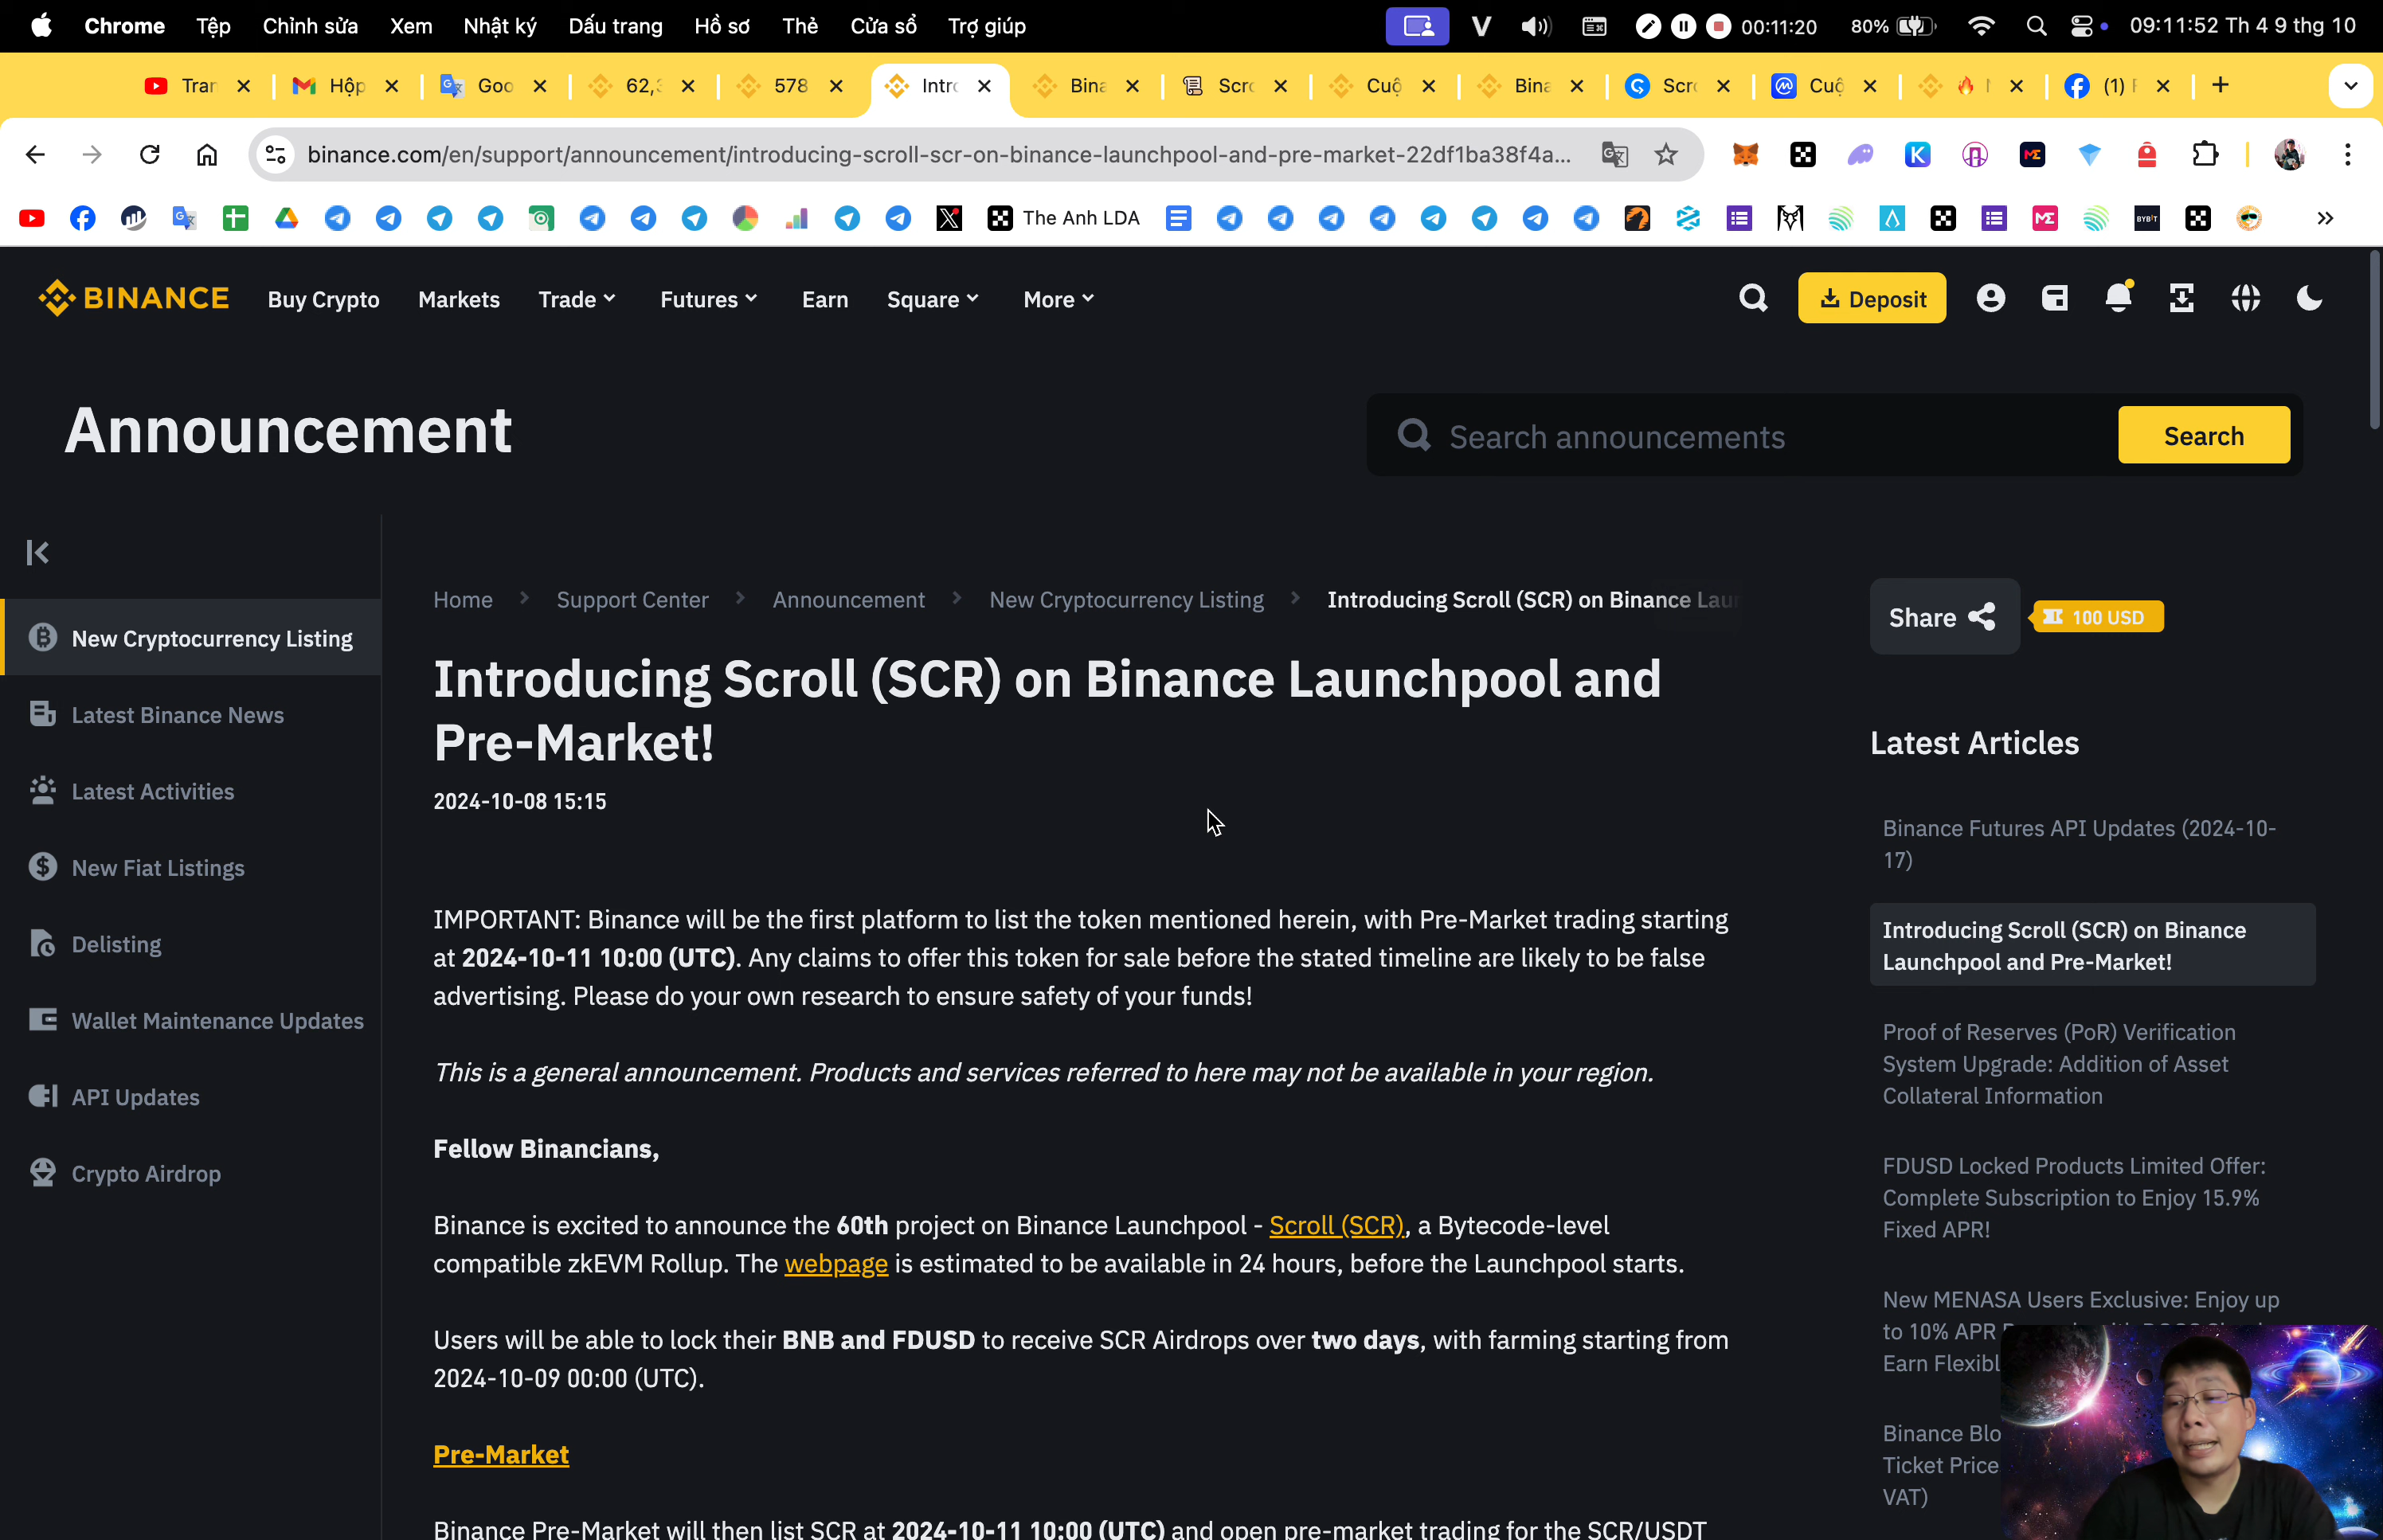 Chrome Tệp Chỉnh sửa Xem Nhật ký Dấu trang Hồ sơ Thẻ Cửa sổ Trợ giúp 00:11:20 80% 09:11:52 Th 4 9 thg 10
Tran Hộp Goo 62,3 578 Intro Bina Scro Cuộ Bina Scro Cuộ (1) F
binance.com/en/support/announcement/introducing-scroll-scr-on-binance-launchpool-and-pre-market-22df1ba38f4a...
The Anh LDA
BINANCE Buy Crypto Markets Trade Futures Earn Square More Deposit
Announcement
Search announcements Search
Home > Support Center > Announcement > New Cryptocurrency Listing > Introducing Scroll (SCR) on Binance Laun
Share 100 USD
New Cryptocurrency Listing
Latest Binance News
Latest Activities
New Fiat Listings
Delisting
Wallet Maintenance Updates
API Updates
Crypto Airdrop
Introducing Scroll (SCR) on Binance Launchpool and
Pre-Market!
2024-10-08 15:15
IMPORTANT: Binance will be the first platform to list the token mentioned herein, with Pre-Market trading starting
at 2024-10-11 10:00 (UTC). Any claims to offer this token for sale before the stated timeline are likely to be false
advertising. Please do your own research to ensure safety of your funds!
This is a general announcement. Products and services referred to here may not be available in your region.
Fellow Binancians,
Binance is excited to announce the 60th project on Binance Launchpool - Scroll (SCR), a Bytecode-level
compatible zkEVM Rollup. The webpage is estimated to be available in 24 hours, before the Launchpool starts.
Users will be able to lock their BNB and FDUSD to receive SCR Airdrops over two days, with farming starting from
2024-10-09 00:00 (UTC).
Pre-Market
Binance Pre-Market will then list SCR at 2024-10-11 10:00 (UTC) and open pre-market trading for the SCR/USDT
Latest Articles
Binance Futures API Updates (2024-10-
17)
Introducing Scroll (SCR) on Binance
Launchpool and Pre-Market!
Proof of Reserves (PoR) Verification
System Upgrade: Addition of Asset
Collateral Information
FDUSD Locked Products Limited Offer:
Complete Subscription to Enjoy 15.9%
Fixed APR!
New MENASA Users Exclusive: Enjoy up
to 10% APR
Earn Flexibl
Binance Blo
Ticket Price
VAT)